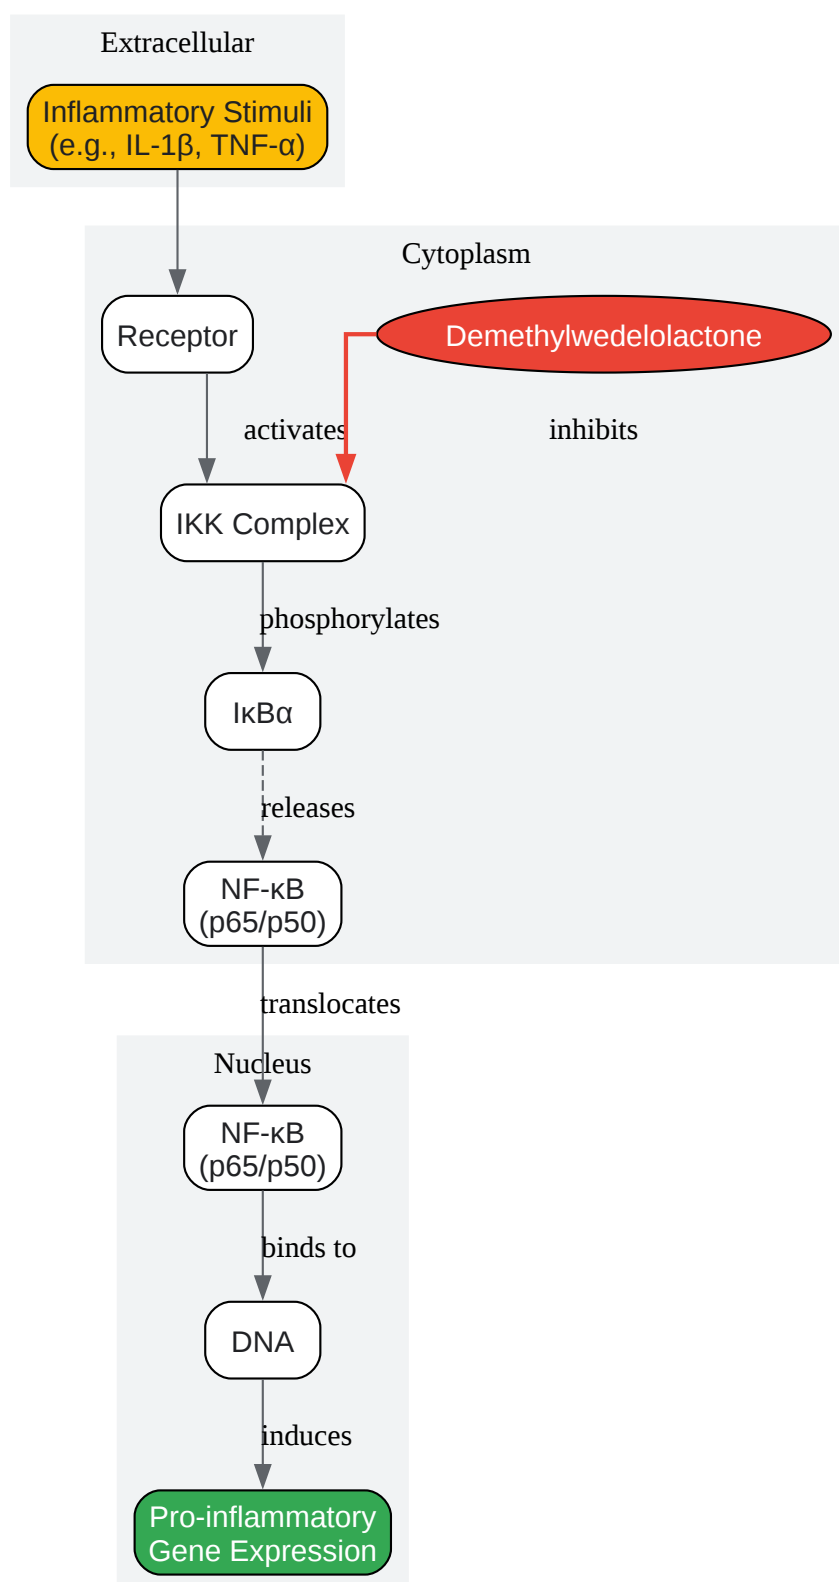 Extracellular
Inflammatory Stimuli
(e.g., IL-1β, TNF-α)
Cytoplasm
Receptor
Demethylwedelolactone
activates
inhibits
IKK Complex
phosphorylates
IκBα
releases
NF-κB
(p65/p50)
translocates
Nucleus
NF-κB
(p65/p50)
binds to
DNA
induces
Pro-inflammatory
Gene Expression